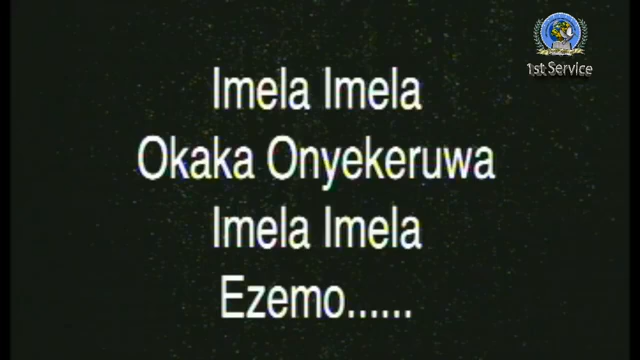 1st Service
Imela Imela
Okaka Onyekeruwa
Imela Imela
Ezemo......